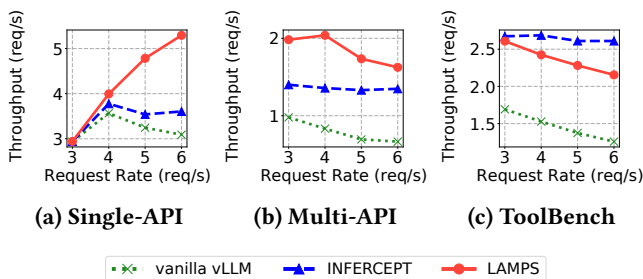 Throughput (req/s)
5
4
3
3 4 5 6
Request Rate (req/s)
(a) Single-API
Throughput (req/s)
2
1
3 4 5 6
Request Rate (req/s)
(b) Multi-API
Throughput (req/s)
2.5
2.0
1.5
3 4 5 6
Request Rate (req/s)
(c) ToolBench
vanilla vLLM INFERCEPT LAMPS